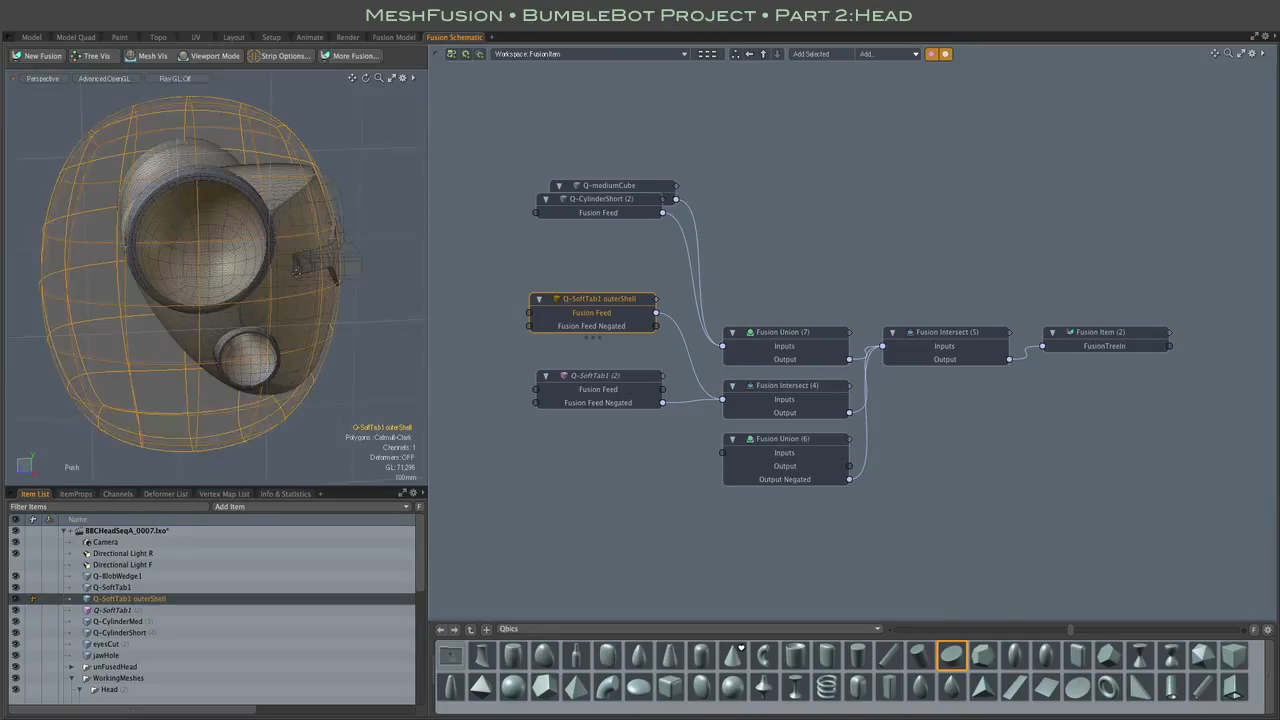 MeshFusion • BumbleBot Project • Part 2:Head
Model Model Quad Paint Topo UV Layout Setup Animate Render Fusion Model Fusion Schematic +
New Fusion Tree Vis Mesh Vis Viewport Mode Strip Options... More Fusion...
Workspace: FusionItem Add Selected Add...
Perspective Advanced OpenGL Ray GL: Off
Q-mediumCube
Q-CylinderShort (2)
Fusion Feed
Q-SoftTab1 outerShell
Fusion Feed
Fusion Feed Negated
Q-SoftTab1 (2)
Fusion Feed
Fusion Feed Negated
Fusion Union (7)
Inputs
Output
Fusion Intersect (4)
Inputs
Output
Fusion Union (6)
Inputs
Output
Output Negated
Fusion Intersect (5)
Inputs
Output
Fusion Item (2)
FusionTreeIn
Q-SoftTab1 outerShell
Polygons : Catmull-Clark
Channels: 1
Deformers: OFF
GL: 71,296
100mm
Push
Item List ItemProps Channels Deformer List Vertex Map List Info & Statistics +
Filter Items Add Item F
Name
BBCHeadSeqA_0007.lxo*
Camera
Directional Light R
Directional Light F
Q-BlobWedge1
Q-SoftTab1
Q-SoftTab1 outerShell
Q-SoftTab1 (2)
Q-CylinderMed (3)
Q-CylinderShort (4)
eyesCut (2)
jawHole
unFusedHead
WorkingMeshes
Head (2)
Qbics F